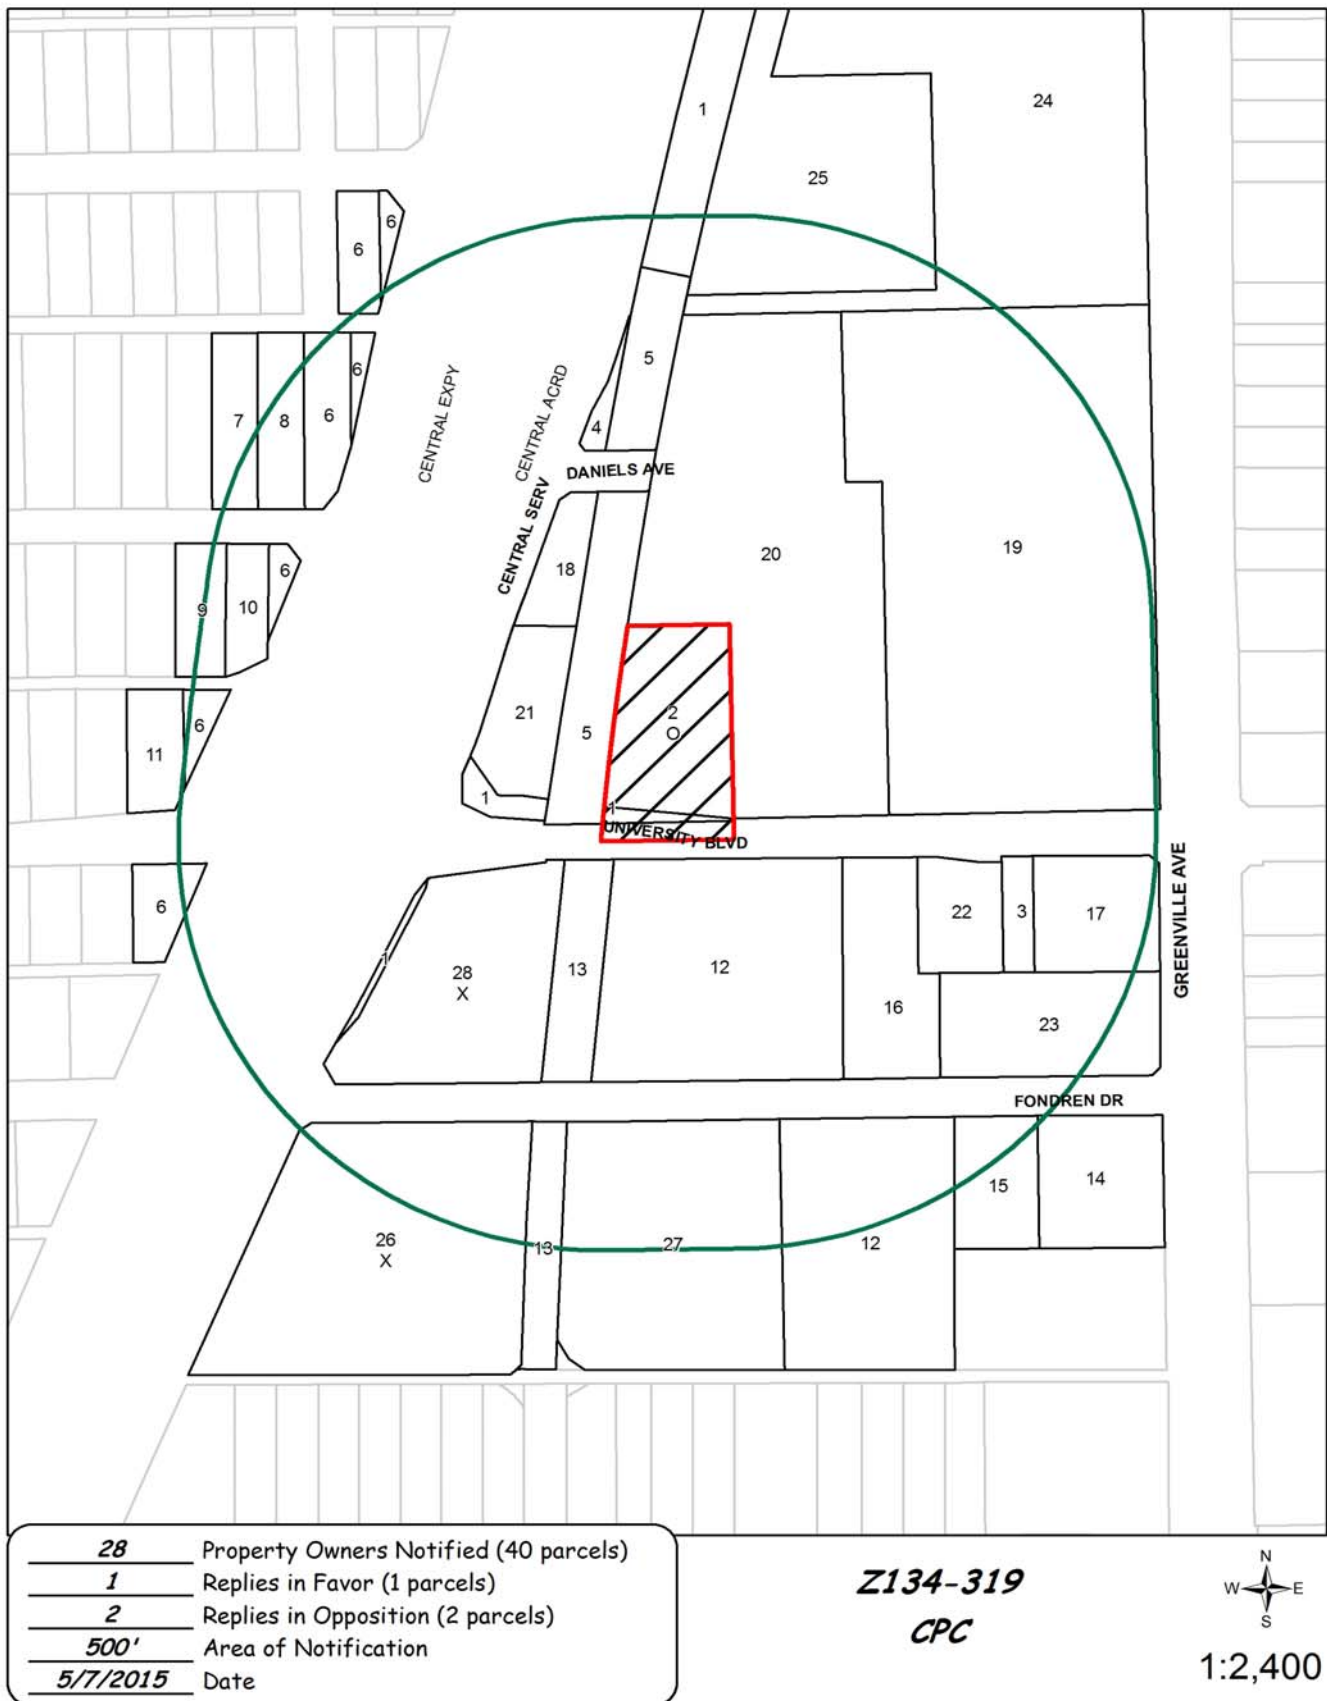 1
24
25
6
6
5
6
7
8
6
4
CENTRAL EXPY
CENTRAL ACRD
DANIELS AVE
CENTRAL SERV
20
19
18
6
9
10
2
O
21
5
6
11
1
1
UNIVERSITY BLVD
6
22
3
17
GREENVILLE AVE
1
28
X
13
12
16
23
FONDREN DR
15
14
26
X
13
27
12
28 Property Owners Notified (40 parcels)
1 Replies in Favor (1 parcels)
2 Replies in Opposition (2 parcels)
500' Area of Notification
5/7/2015 Date
Z134-319
CPC
N
W E
S
1:2,400